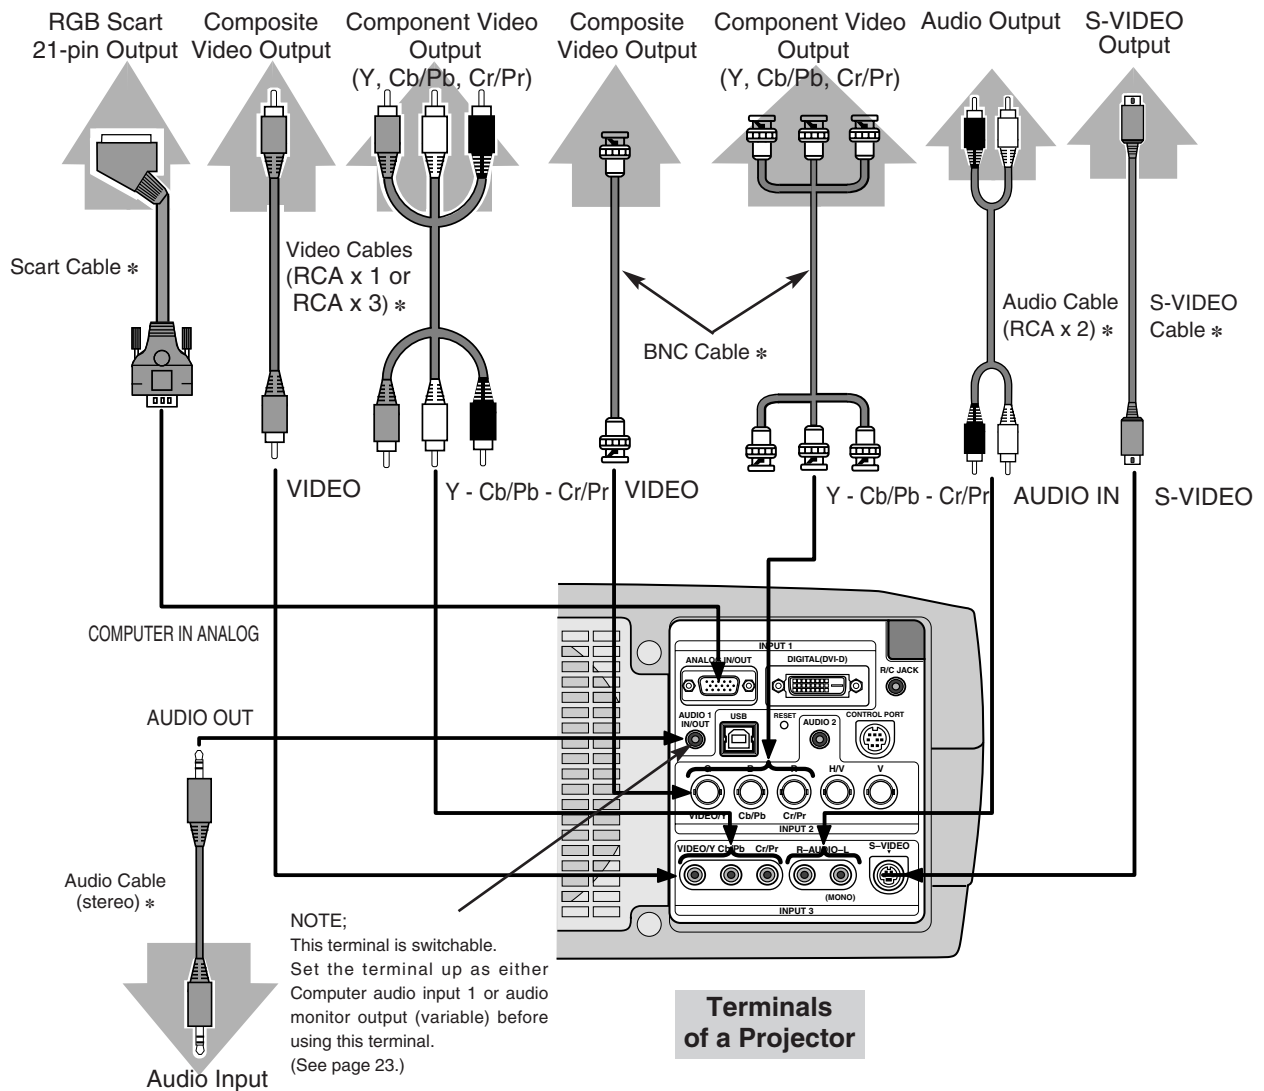 RGB Scart
21-pin Output
Composite
Video Output
Component Video
Output
(Y, Cb/Pb, Cr/Pr)
Composite
Video Output
Component Video
Output
(Y, Cb/Pb, Cr/Pr)
Audio Output
S-VIDEO
Output
Scart Cable *
Video Cables
(RCA x 1 or
RCA x 3) *
BNC Cable *
Audio Cable
(RCA x 2) *
S-VIDEO
Cable *
VIDEO
Y - Cb/Pb - Cr/Pr
VIDEO
Y - Cb/Pb - Cr/Pr
AUDIO IN
S-VIDEO
COMPUTER IN ANALOG
AUDIO OUT
INPUT 1
ANALOG IN/OUT
DIGITAL(DVI-D)
R/C JACK
AUDIO 1
IN/OUT
USB
RESET
AUDIO 2
CONTROL PORT
G
B
R
H/V
V
VIDEO/Y
Cb/Pb
Cr/Pr
INPUT 2
VIDEO/Y
Cb/Pb
Cr/Pr
R–AUDIO–L
S–VIDEO
(MONO)
INPUT 3
Audio Cable
(stereo) *
Audio Input
NOTE;
This terminal is switchable.
Set the terminal up as either
Computer audio input 1 or audio
monitor output (variable) before
using this terminal.
(See page 23.)
Terminals
of a Projector